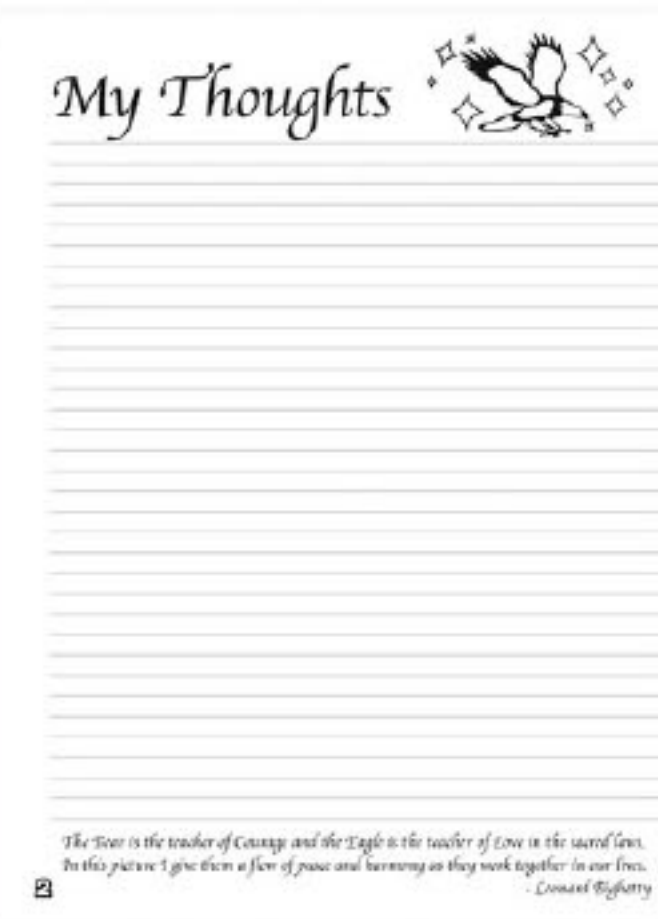 My Thoughts
The Bear is the teacher of Courage and the Eagle is the teacher of Love in the sacred laws.
In this picture I give them a flow of peace and harmony as they work together in our lives.
- Leonard Bighetty
2